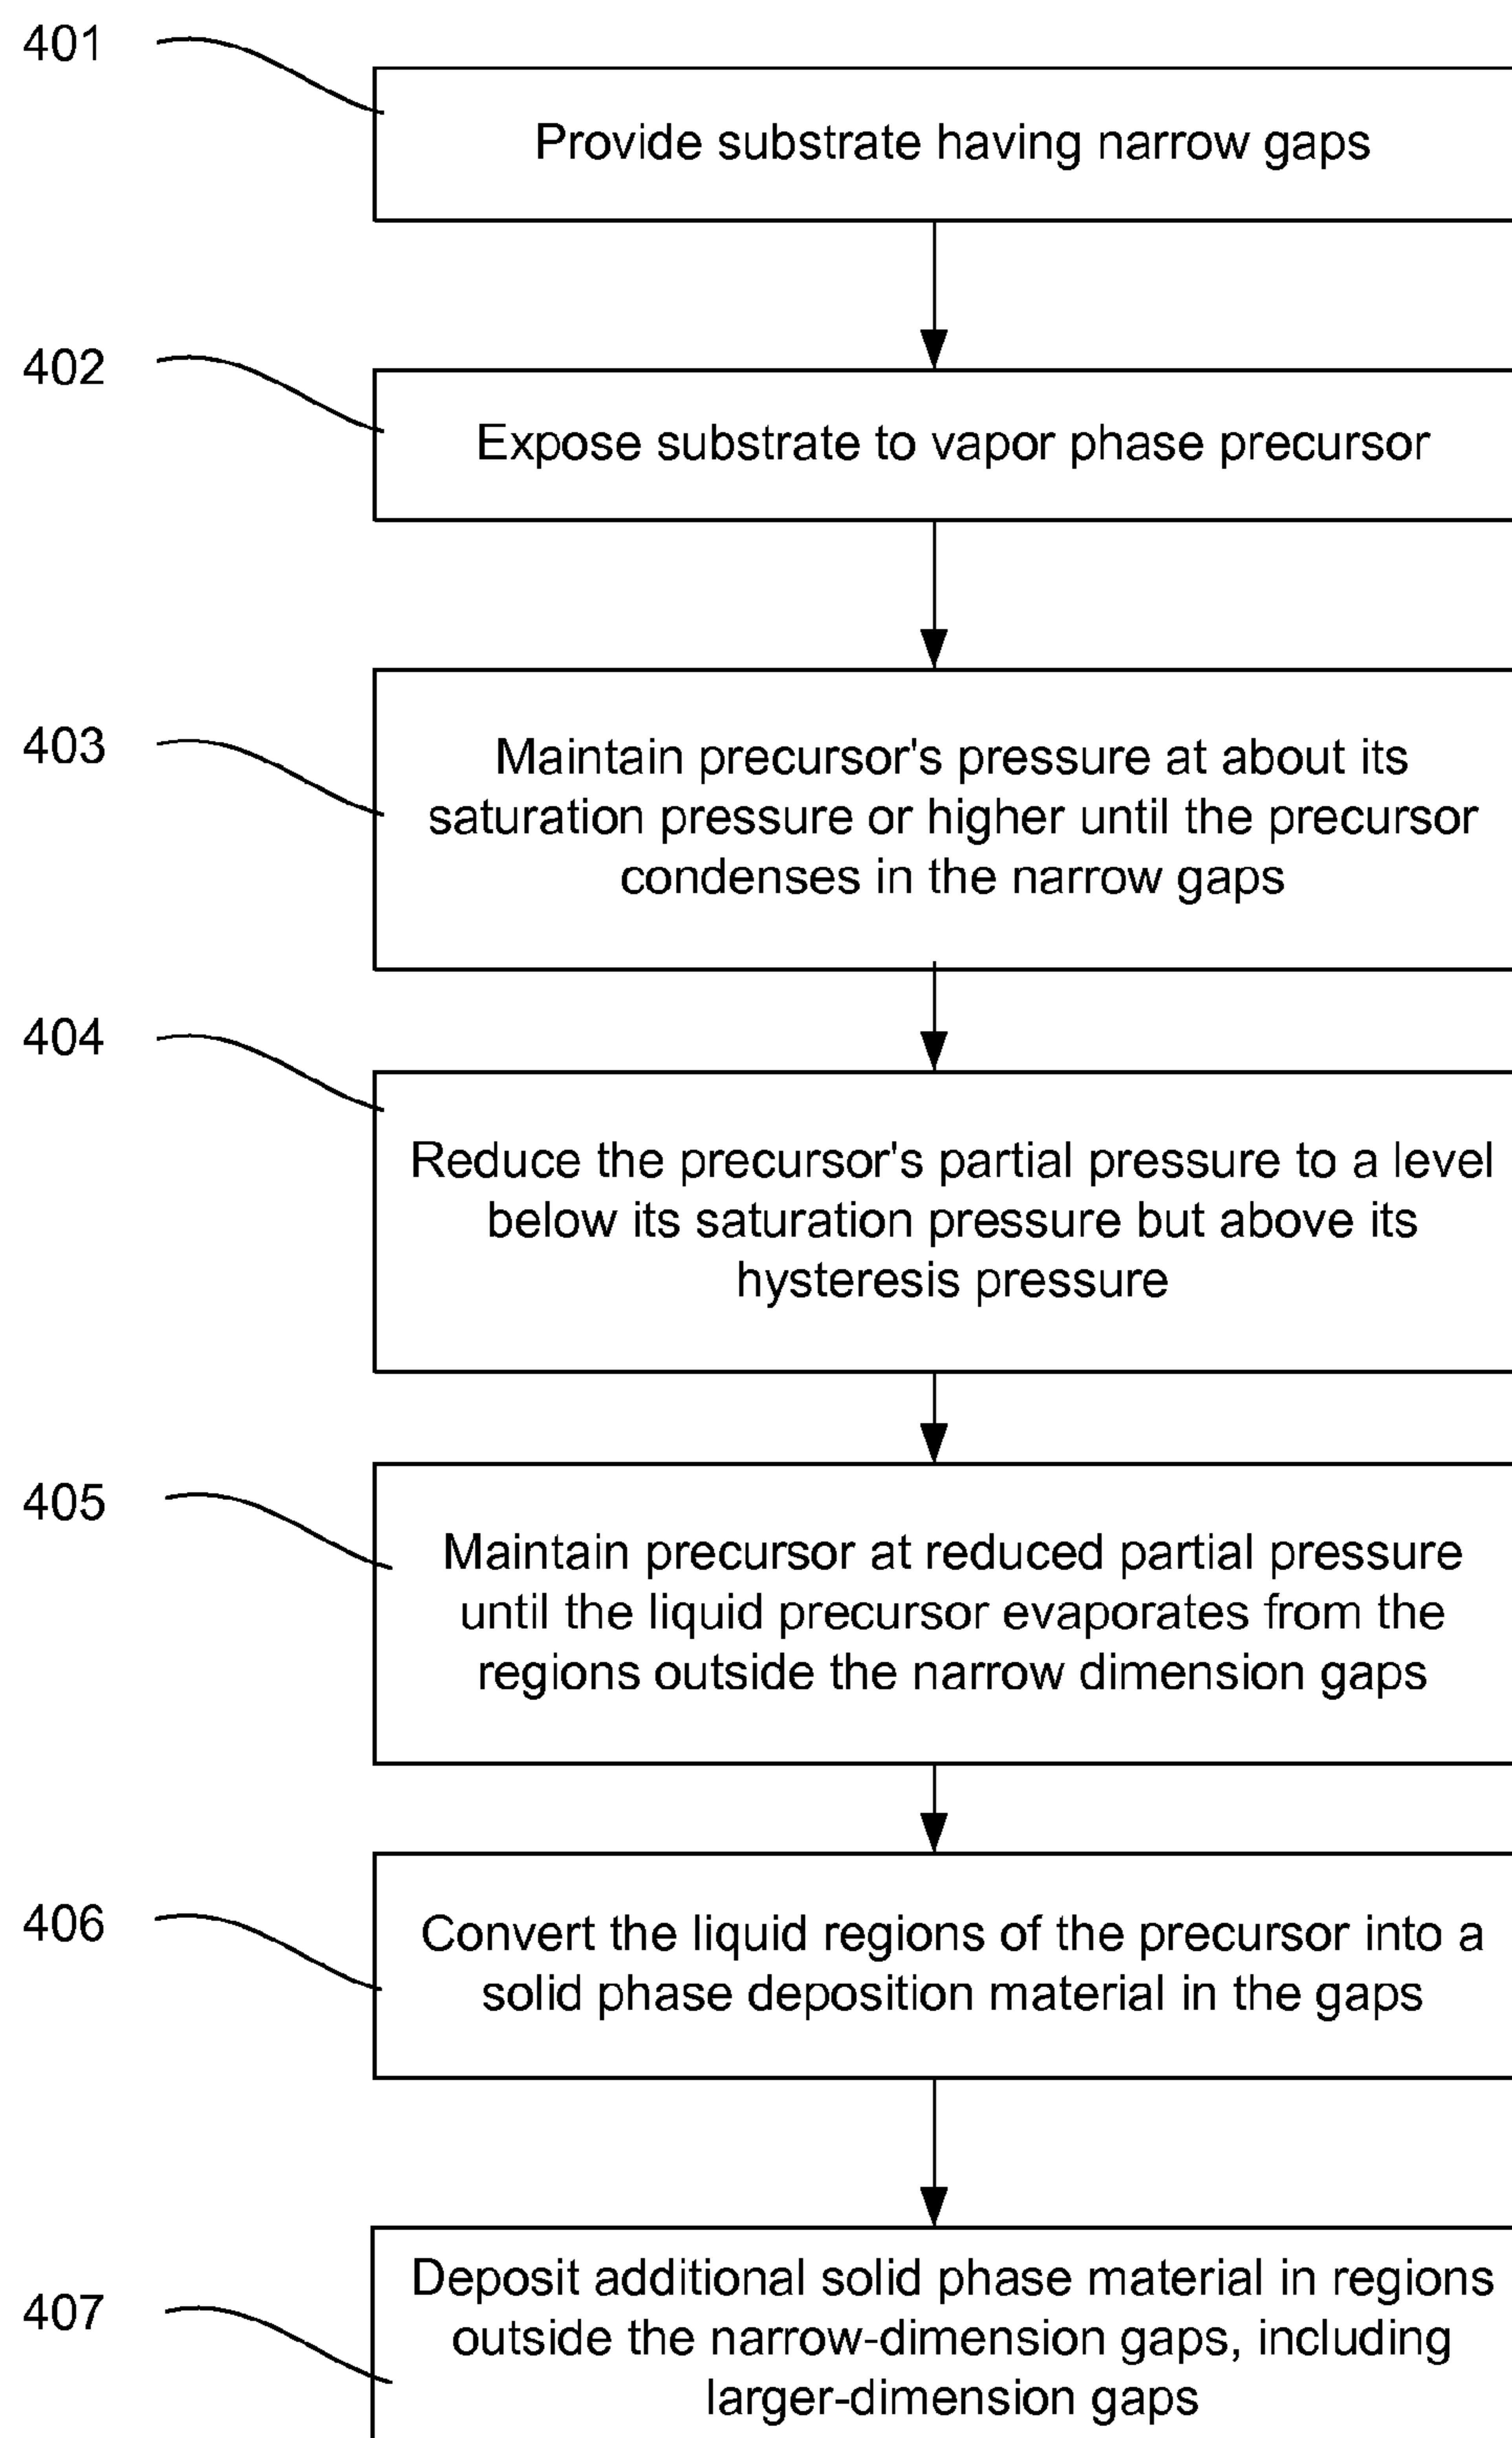 401
Provide substrate having narrow gaps
402
Expose substrate to vapor phase precursor
403
Maintain precursor's pressure at about its
saturation pressure or higher until the precursor
condenses in the narrow gaps
404
Reduce the precursor's partial pressure to a level
below its saturation pressure but above its
hysteresis pressure
405
Maintain precursor at reduced partial pressure
until the liquid precursor evaporates from the
regions outside the narrow dimension gaps
406
Convert the liquid regions of the precursor into a
solid phase deposition material in the gaps
407
Deposit additional solid phase material in regions
outside the narrow-dimension gaps, including
larger-dimension gaps